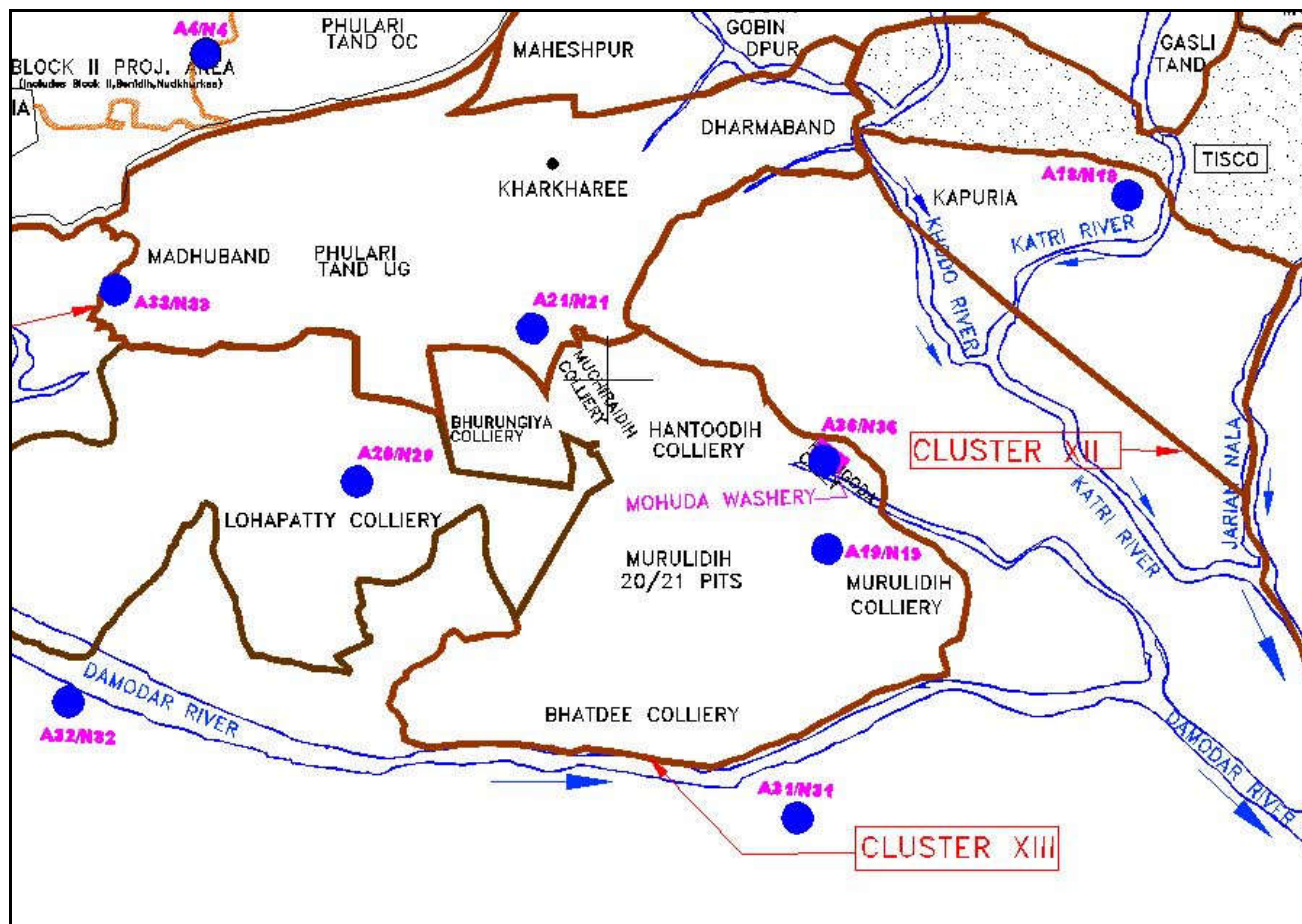 A4/N4
PHULARI
TAND OC
MAHESHPUR
GOBIN
DPUR
GASLI
TAND
BLOCK II PROJ. AREA
(Includes Block II,Benidih,Nudkhurkee)
IA
DHARMABAND
TISCO
KHARKHAREE
KAPURIA
A18/N18
KATRI RIVER
KHUDO RIVER
MADHUBAND
PHULARI
TAND UG
A33/N33
A21/N21
MUCHIRAIDIH
COLLIERY
BHURUNGIYA
COLLIERY
HANTOODIH
COLLIERY
A36/N36
CLUSTER XII
A20/N20
MOHUDA WASHERY
KATRI RIVER
JARIAN NALA
LOHAPATTY COLLIERY
MURULIDIH
20/21 PITS
A19/N19
MURULIDIH
COLLIERY
DAMODAR RIVER
A32/N32
BHATDEE COLLIERY
DAMODAR RIVER
A31/N31
CLUSTER XIII